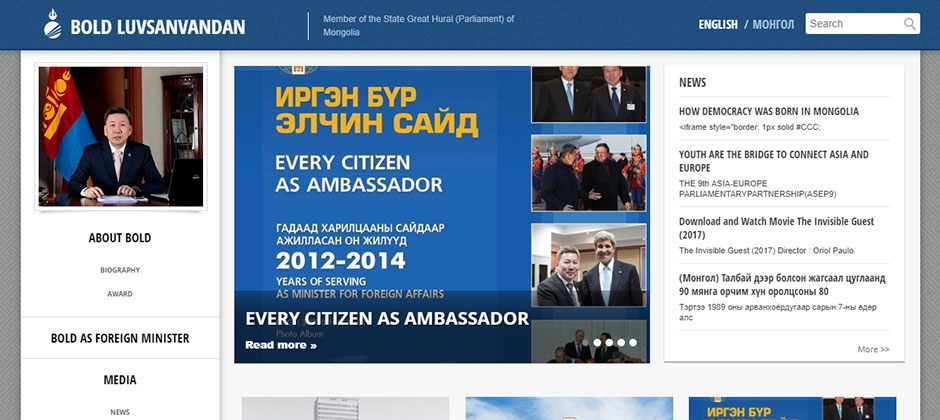 BOLD LUVSANVANDAN
Member of the State Great Hural (Parliament) of
Mongolia
ENGLISH / МОНГОЛ
Search
ABOUT BOLD
BIOGRAPHY
AWARD
BOLD AS FOREIGN MINISTER
MEDIA
NEWS
ИРГЭН БҮР
ЭЛЧИН САЙД
EVERY CITIZEN
AS AMBASSADOR
ГАДААД ХАРИЛЦААНЫ САЙДААР
АЖИЛЛАСАН ОН ЖИЛҮҮД
2012-2014
YEARS OF SERVING
AS MINISTER FOR FOREIGN AFFAIRS
EVERY CITIZEN AS AMBASSADOR
Photo Album
Read more »
NEWS
HOW DEMOCRACY WAS BORN IN MONGOLIA
<iframe style="border: 1px solid #CCC;
YOUTH ARE THE BRIDGE TO CONNECT ASIA AND
EUROPE
THE 9th ASIA-EUROPE
PARLIAMENTARYPARTNERSHIP(ASEP9)
Download and Watch Movie The Invisible Guest
(2017)
The Invisible Guest (2017) Director : Oriol Paulo.
(Монгол) Талбай дээр болсон жагсаал цуглаанд
90 мянга орчим хүн оролцсоны 80
Тэртээ 1989 оны арванхоёрдугаар сарын 7-ны өдөр
алс
More >>